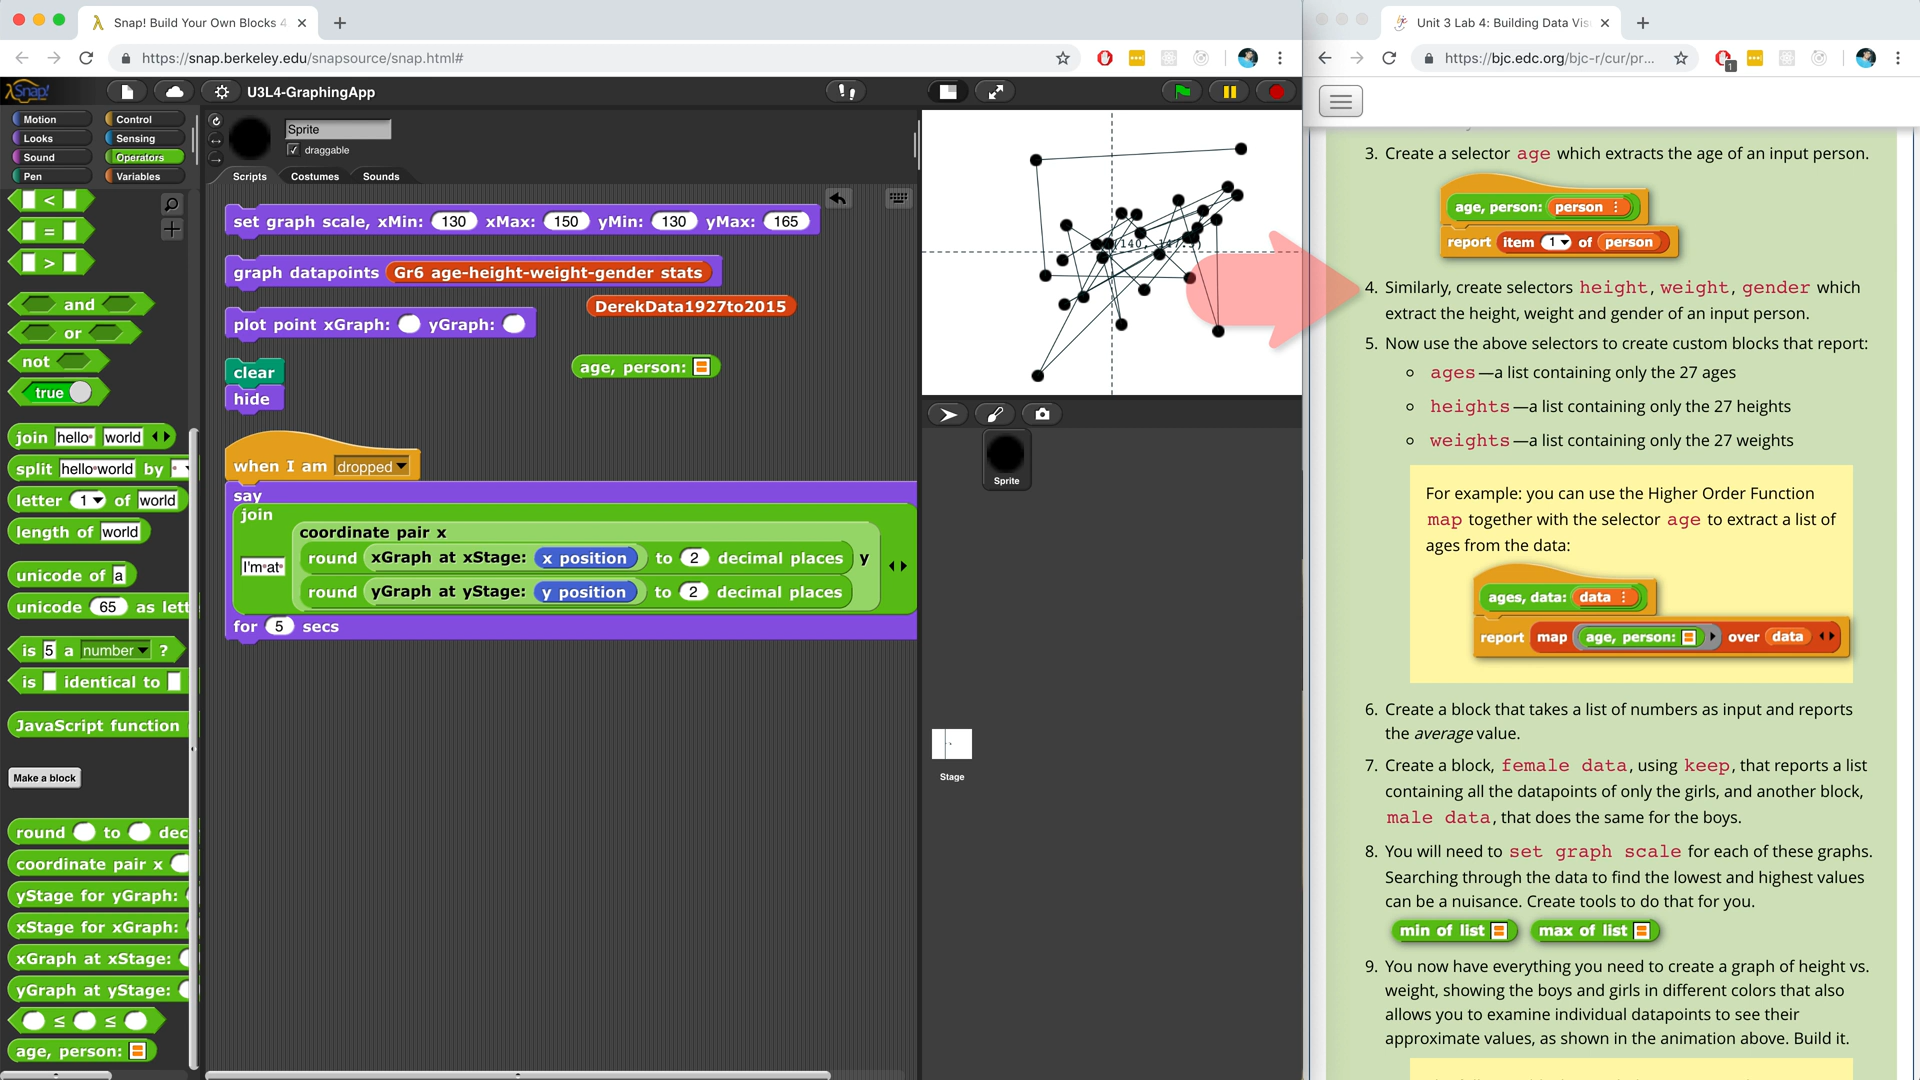 Snap! Build Your Own Blocks 4
https://snap.berkeley.edu/snapsource/snap.html#
Snap!
U3L4-GraphingApp
Motion
Control
Looks
Sensing
Sound
Operators
Pen
Variables
<
=
>
and
or
not
true
join hello world
split hello world by
letter 1 of world
length of world
unicode of a
unicode 65 as lett
is 5 a number ?
is identical to
JavaScript function
Make a block
round to dec
coordinate pair x
yStage for yGraph:
xStage for xGraph:
xGraph at xStage:
yGraph at yStage:
≤ ≤
age, person:
Sprite
draggable
Scripts
Costumes
Sounds
set graph scale, xMin: 130 xMax: 150 yMin: 130 yMax: 165
graph datapoints Gr6 age-height-weight-gender stats
DerekData1927to2015
plot point xGraph: yGraph:
age, person:
clear
hide
when I am dropped
say
join
coordinate pair x
I'm at
round xGraph at xStage: x position to 2 decimal places y
round yGraph at yStage: y position to 2 decimal places
for 5 secs
Sprite
Stage
Unit 3 Lab 4: Building Data Vis
https://bjc.edc.org/bjc-r/cur/pr...
1
3. Create a selector age which extracts the age of an input person.
age, person: person
report item 1 of person
4. Similarly, create selectors height, weight, gender which
extract the height, weight and gender of an input person.
5. Now use the above selectors to create custom blocks that report:
ages—a list containing only the 27 ages
heights—a list containing only the 27 heights
weights—a list containing only the 27 weights
For example: you can use the Higher Order Function
map together with the selector age to extract a list of
ages from the data:
ages, data: data
report map age, person: over data
6. Create a block that takes a list of numbers as input and reports
the average value.
7. Create a block, female data, using keep, that reports a list
containing all the datapoints of only the girls, and another block,
male data, that does the same for the boys.
8. You will need to set graph scale for each of these graphs.
Searching through the data to find the lowest and highest values
can be a nuisance. Create tools to do that for you.
min of list max of list
9. You now have everything you need to create a graph of height vs.
weight, showing the boys and girls in different colors that also
allows you to examine individual datapoints to see their
approximate values, as shown in the animation above. Build it.